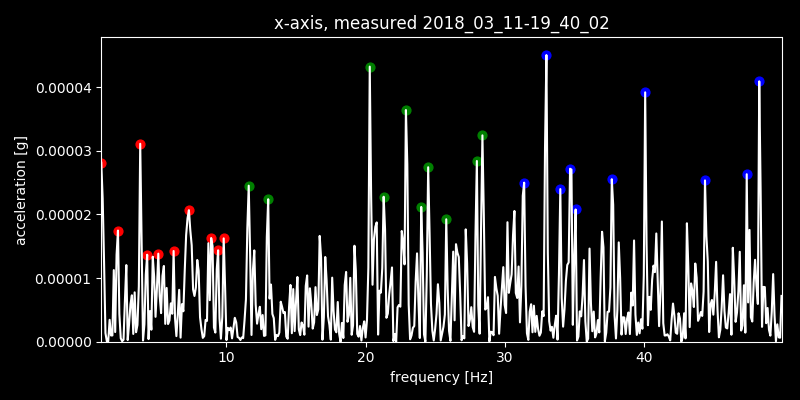 x-axis, measured 2018_03_11-19_40_02
acceleration [g]
0.00004
0.00003
0.00002
0.00001
0.00000
10 20 30 40
frequency [Hz]